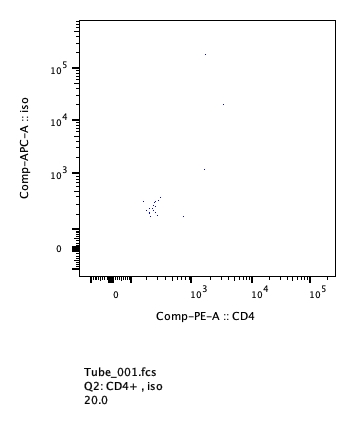 10^5
10^4
10^3
0
Comp-APC-A :: iso
0 10^3 10^4 10^5
Comp-PE-A :: CD4
Tube_001.fcs
Q2: CD4+ , iso
20.0